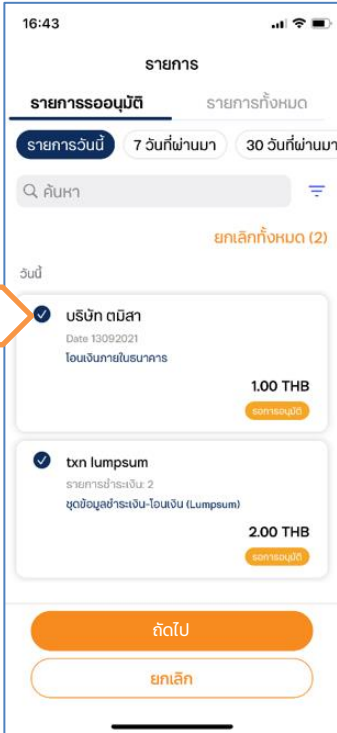 16:43
รายการ
รายการรออนุมัติ
รายการทั้งหมด
รายการวันนี้
7 วันที่ผ่านมา
30 วันที่ผ่านมา
ค้นหา
ยกเลิกทั้งหมด (2)
วันนี้
บริษัท ตมิสา
Date 13092021
โอนเงินภายในธนาคาร
1.00 THB
รอการอนุมัติ
txn lumpsum
รายการชำระเงิน: 2
ชุดข้อมูลชำระเงิน-โอนเงิน (Lumpsum)
2.00 THB
รอการอนุมัติ
ถัดไป
ยกเลิก